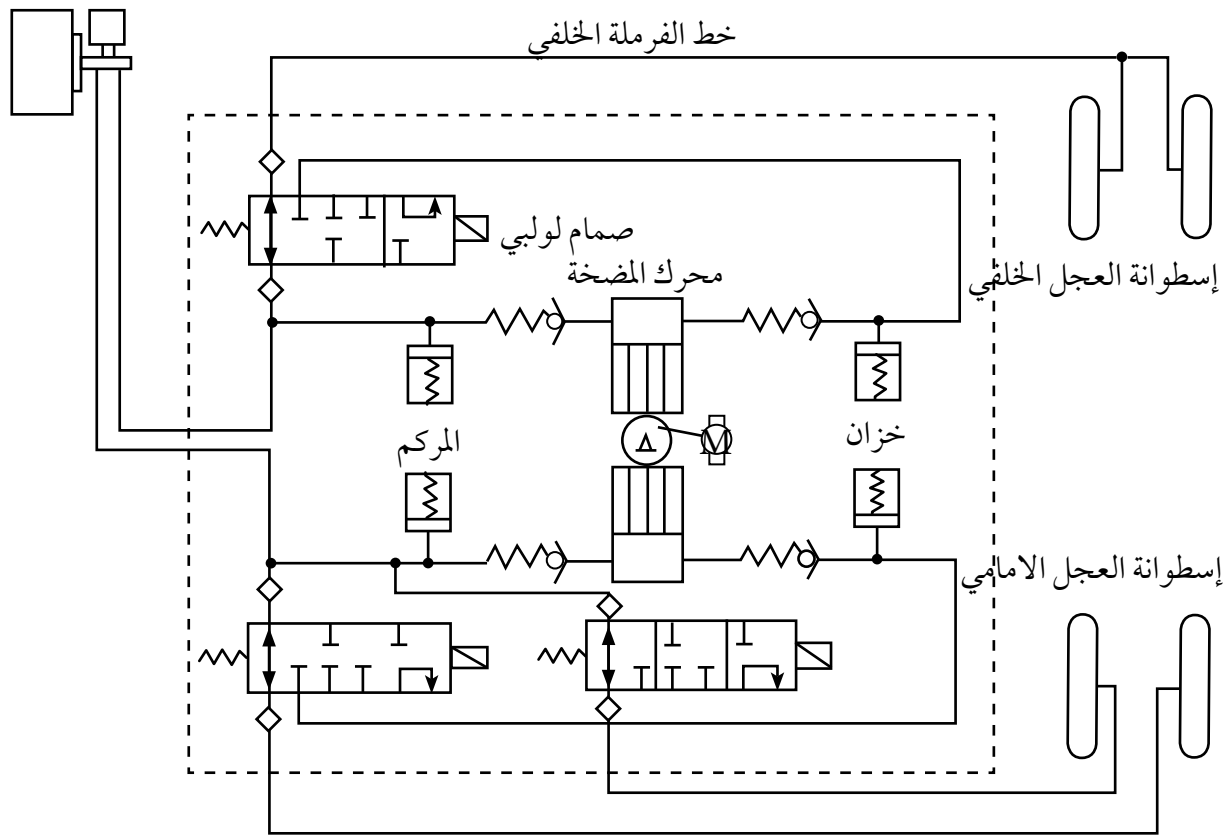 خط الفرملة الخلفي
صمام لولبي
محرك المضخة
إسطوانة العجل الخلفي
المركم
M
خزان
إسطوانة العجل الامامي